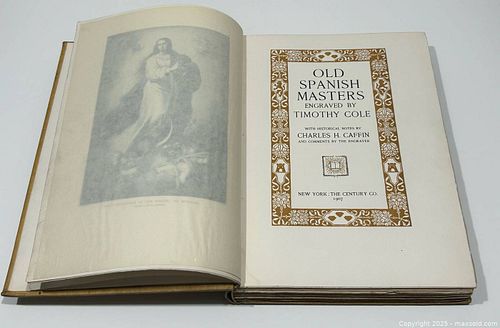 OLD
SPANISH
MASTERS
ENGRAVED BY
TIMOTHY COLE
WITH HISTORICAL NOTES BY
CHARLES H. CAFFIN
AND COMMENTS BY THE ENGRAVER
NEW YORK: THE CENTURY CO.
1907
Copyright 2025 - maxsold.com